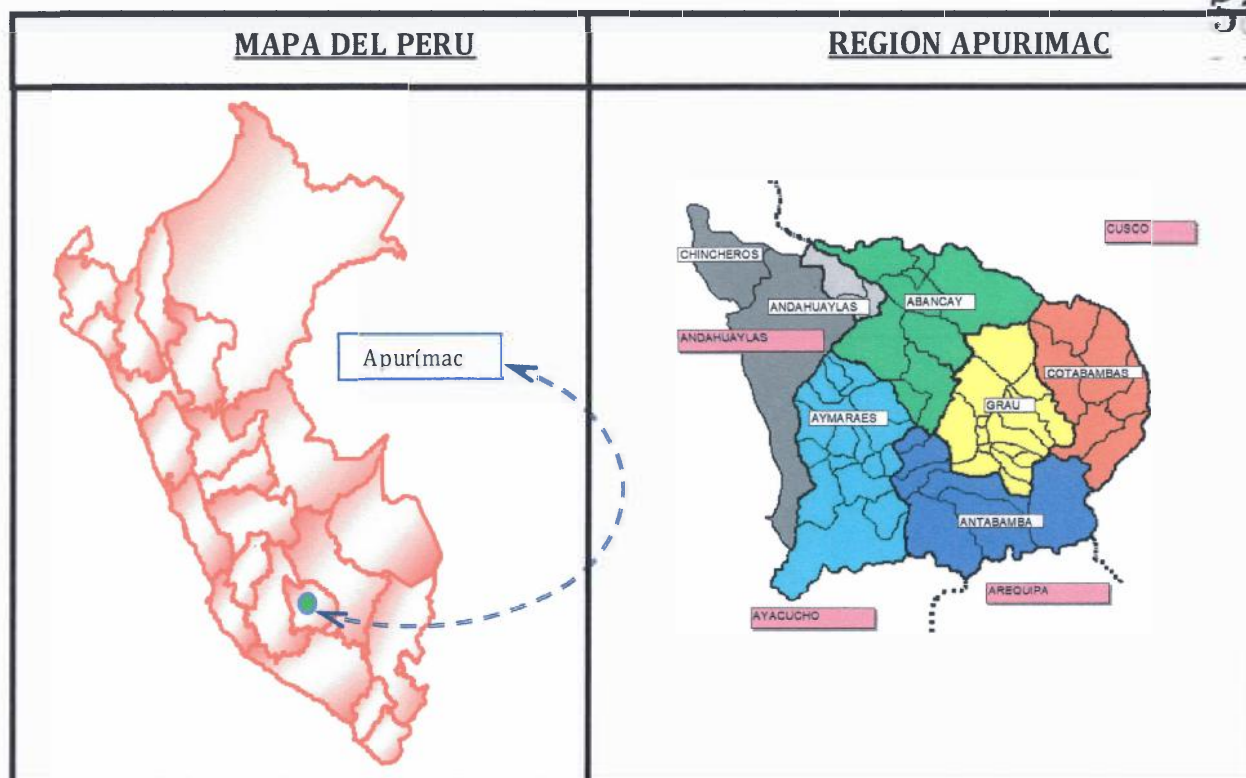 MAPA DEL PERU
REGION APURIMAC
Apurímac
CUSCO
CHINCHEROS
ANDAHUAYLAS
ABANCAY
ANDAHUAYLAS
COTABAMBAS
GRAU
AYMARAES
ANTABAMBA
AREQUIPA
AYACUCHO